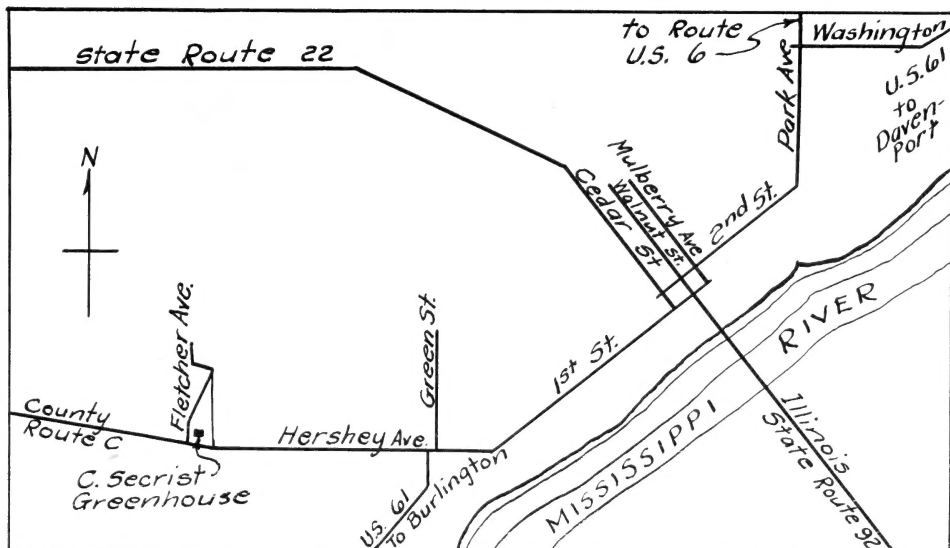 to Route
U.S. 6
Washington
State Route 22
Park Ave
U.S. 61
to
Daven-
Port
N
Mulberry Ave
Walnut St.
Cedar St
2nd St.
Fletcher Ave.
Green St.
1st St.
RIVER
MISSISSIPPI
County
Route C
Hershey Ave.
Illinois
State Route 92
C. Secrist
Greenhouse
U.S. 61
To Burlington